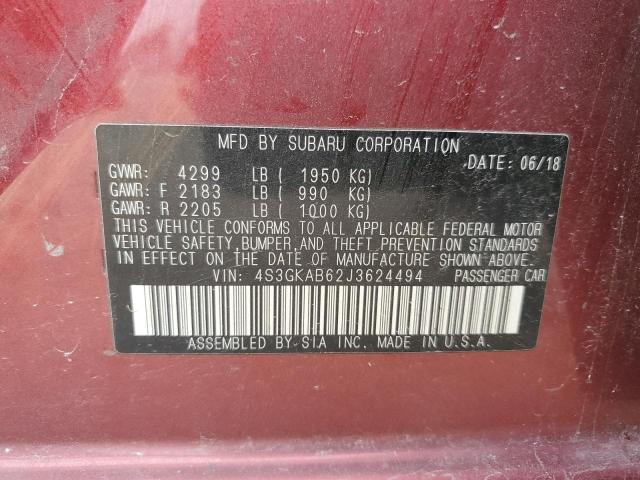 MFD BY SUBARU CORPORATION
DATE: 06/18
GVWR: 4299 LB ( 1950 KG)
GAWR: F 2183 LB ( 990 KG)
GAWR: R 2205 LB ( 1000 KG)
THIS VEHICLE CONFORMS TO ALL APPLICABLE FEDERAL MOTOR
VEHICLE SAFETY, BUMPER, AND THEFT PREVENTION STANDARDS
IN EFFECT ON THE DATE OF MANUFACTURE SHOWN ABOVE.
VIN: 4S3GKAB62J3624494 PASSENGER CAR
ASSEMBLED BY SIA INC. MADE IN U.S.A.